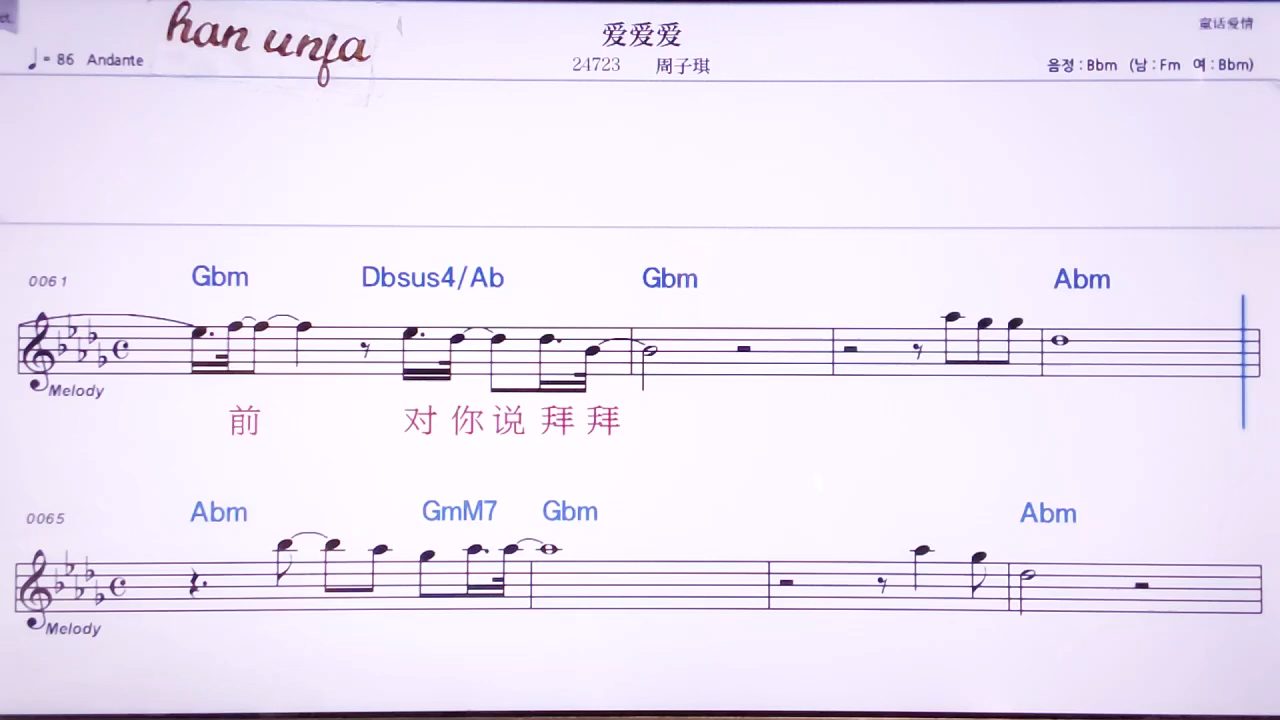 han unfa
爱爱爱
童话爱情
♩= 86 Andante
24723 周子琪
음정 : Bbm (남 : Fm 여 : Bbm)
0061
Gbm Dbsus4/Ab Gbm Abm
Melody
前 对 你 说 拜 拜
0065
Abm GmM7 Gbm Abm
Melody